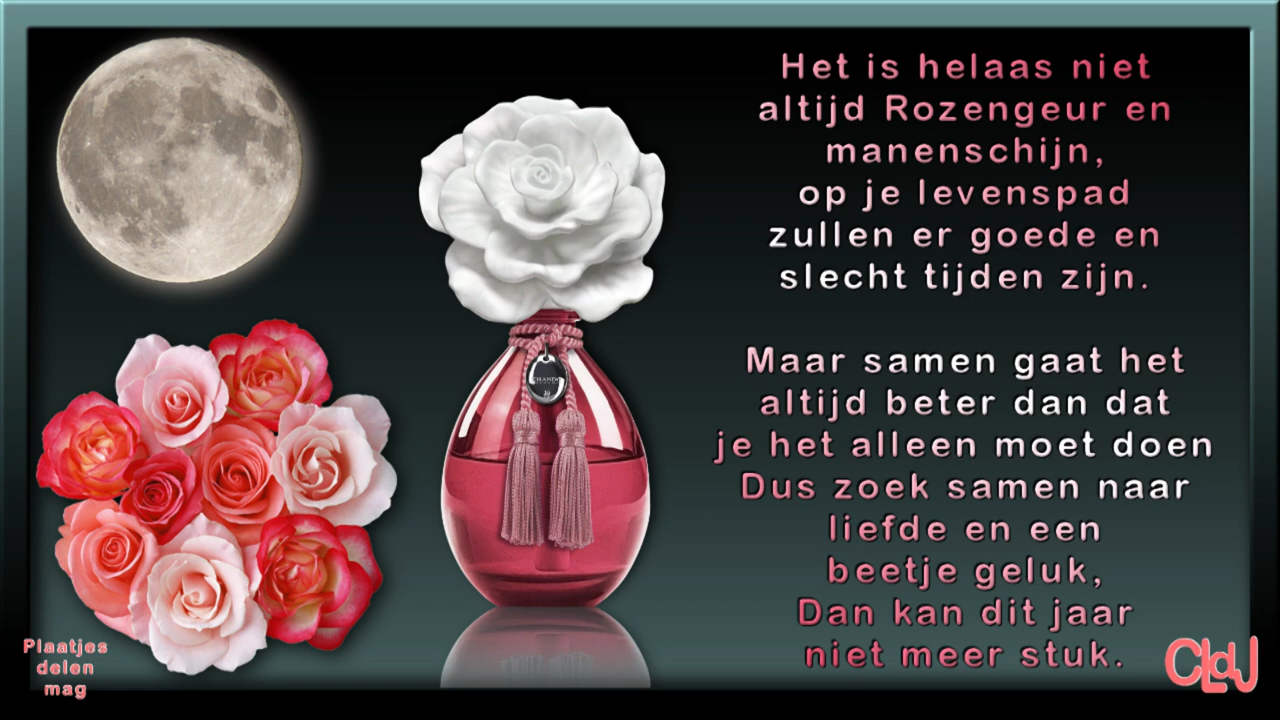 Het is helaas niet
altijd Rozengeur en
manenschijn,
op je levenspad
zullen er goede en
slecht tijden zijn.
Maar samen gaat het
altijd beter dan dat
je het alleen moet doen
Dus zoek samen naar
liefde en een
beetje geluk,
Dan kan dit jaar
niet meer stuk.
Plaatjes
delen
mag
CLdJ